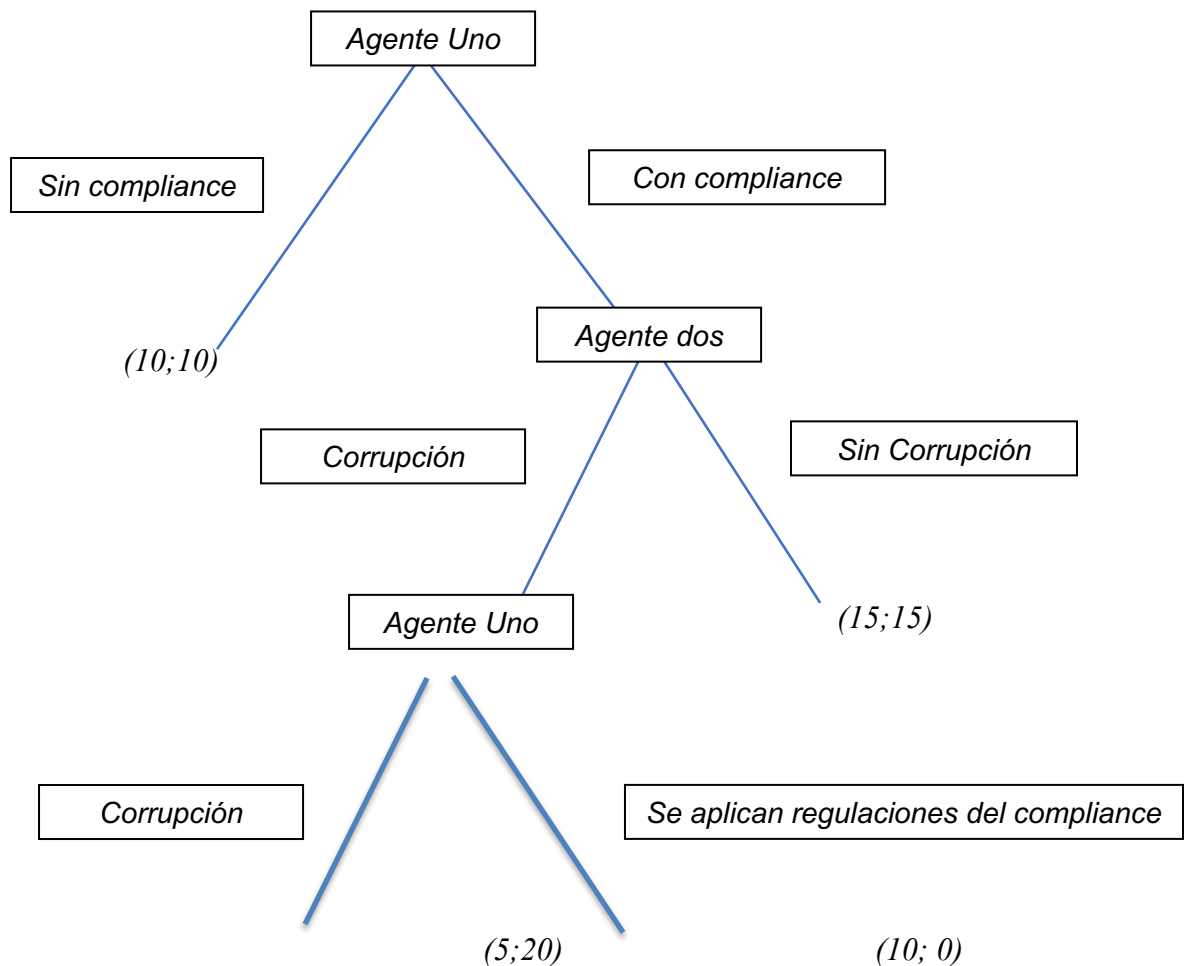 Agente Uno
Sin compliance
Con compliance
Agente dos
(10;10)
Corrupción
Sin Corrupción
Agente Uno
(15;15)
Corrupción
Se aplican regulaciones del compliance
(5;20)
(10; 0)